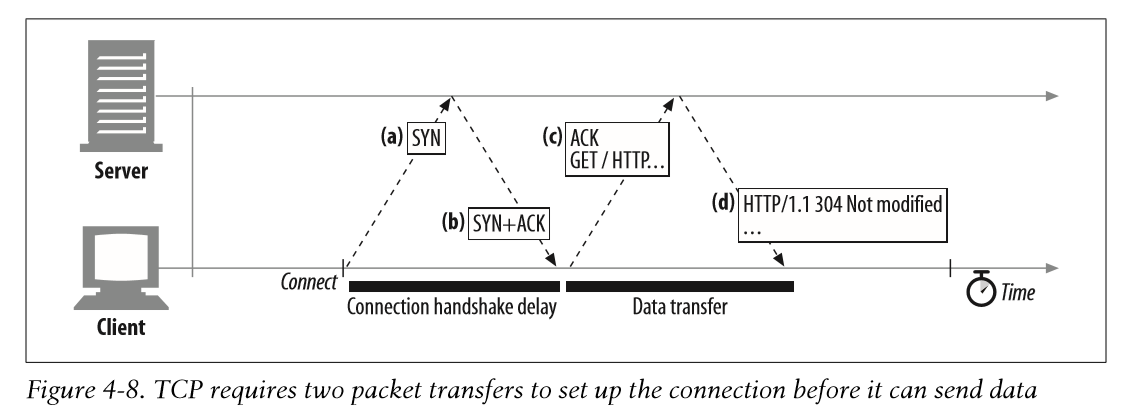 Server
(a) SYN
(b) SYN+ACK
(c) ACK
GET / HTTP...
(d) HTTP/1.1 304 Not modified
...
Client
Connect
Connection handshake delay
Data transfer
Time
Figure 4-8. TCP requires two packet transfers to set up the connection before it can send data